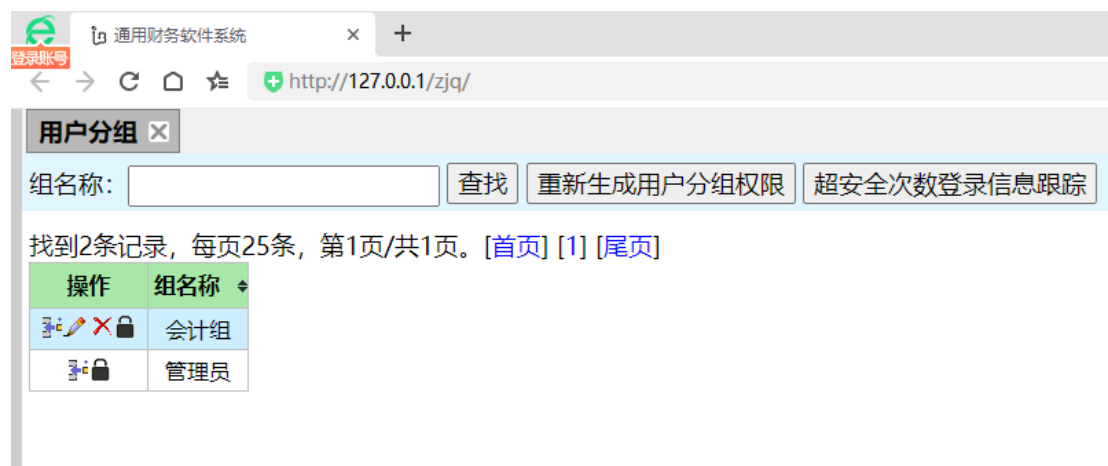 通用财务软件系统
登录账号
http://127.0.0.1/zjq/
用户分组
组名称： 查找 重新生成用户分组权限 超安全次数登录信息跟踪
找到2条记录，每页25条，第1页/共1页。[首页] [1] [尾页]
操作 组名称
会计组
管理员